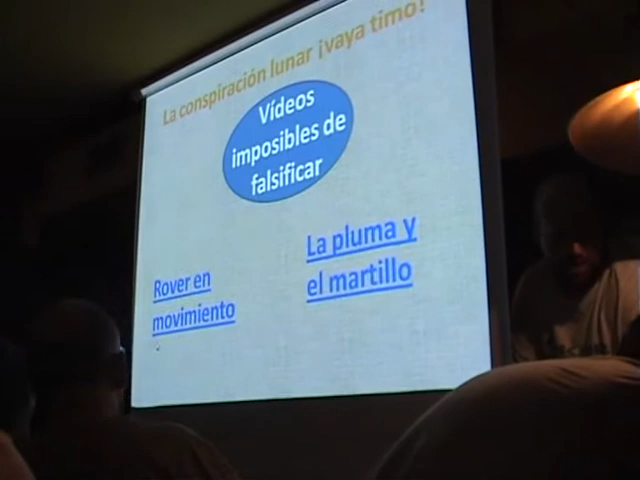 La conspiración lunar ¡vaya timo!
Vídeos
imposibles de
falsificar
La pluma y
el martillo
Rover en
movimiento